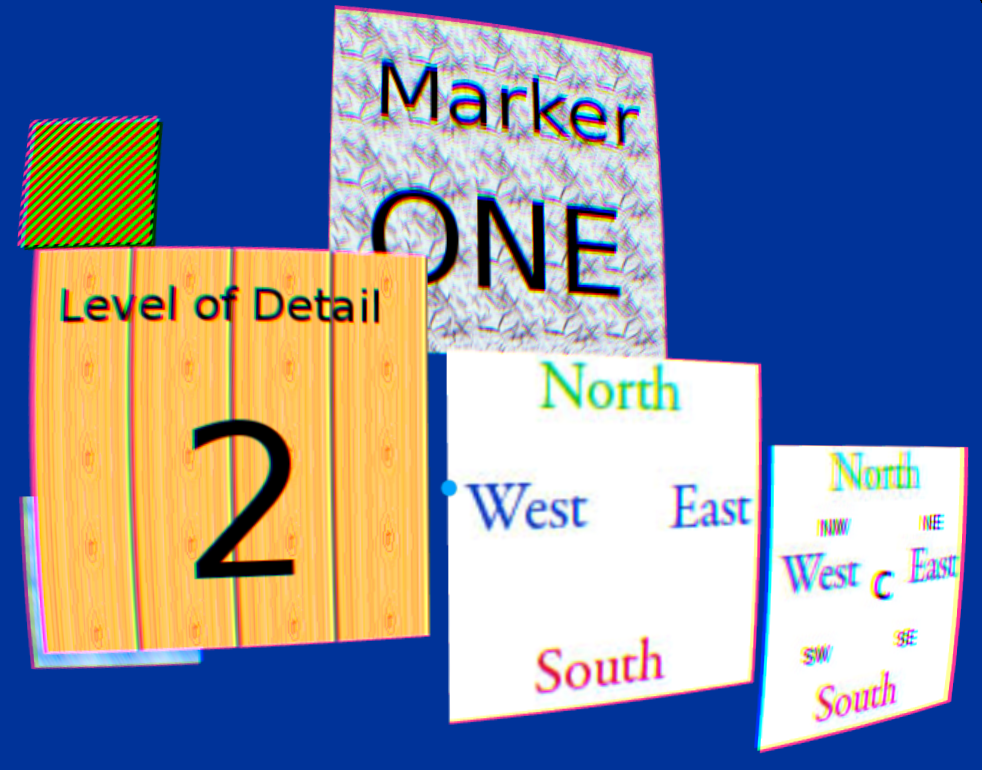 Marker
ONE
Level of Detail
2
North
West East
South
North
NW NE
West C East
SW SE
South